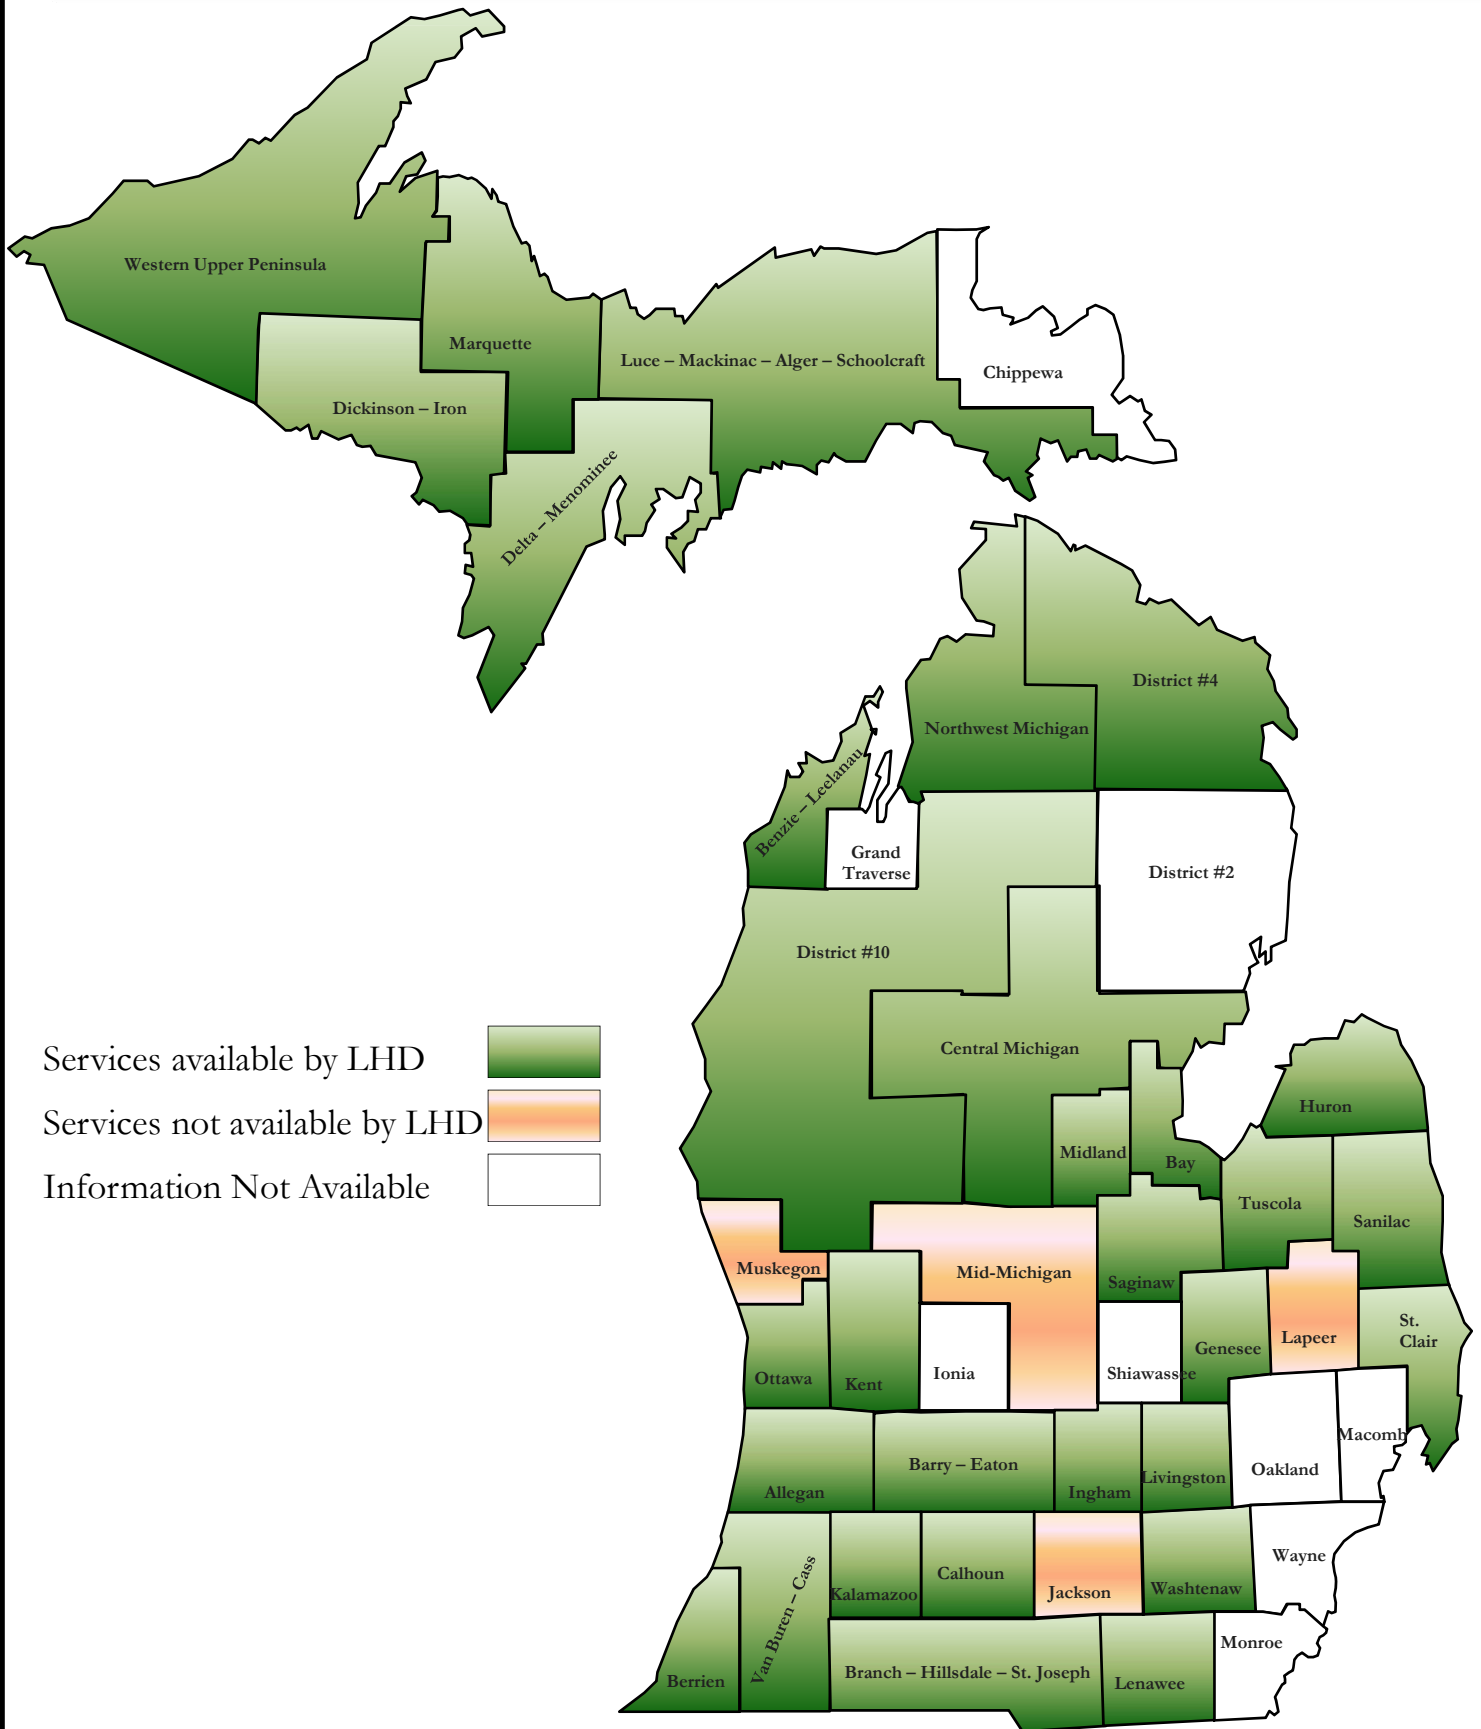 Western Upper Peninsula
Marquette
Luce – Mackinac – Alger – Schoolcraft
Chippewa
Dickinson – Iron
Delta – Menominee
District #4
Northwest Michigan
Benzie – Leelanau
Grand
Traverse
District #2
District #10
Central Michigan
Services available by LHD
Services not available by LHD
Information Not Available
Huron
Midland
Bay
Tuscola
Sanilac
Muskegon
Mid-Michigan
Saginaw
Lapeer
St.
Clair
Genesee
Ottawa
Kent
Ionia
Shiawassee
Macomb
Oakland
Barry – Eaton
Allegan
Ingham
Livingston
Wayne
Van Buren – Cass
Kalamazoo
Calhoun
Jackson
Washtenaw
Monroe
Berrien
Branch – Hillsdale – St. Joseph
Lenawee